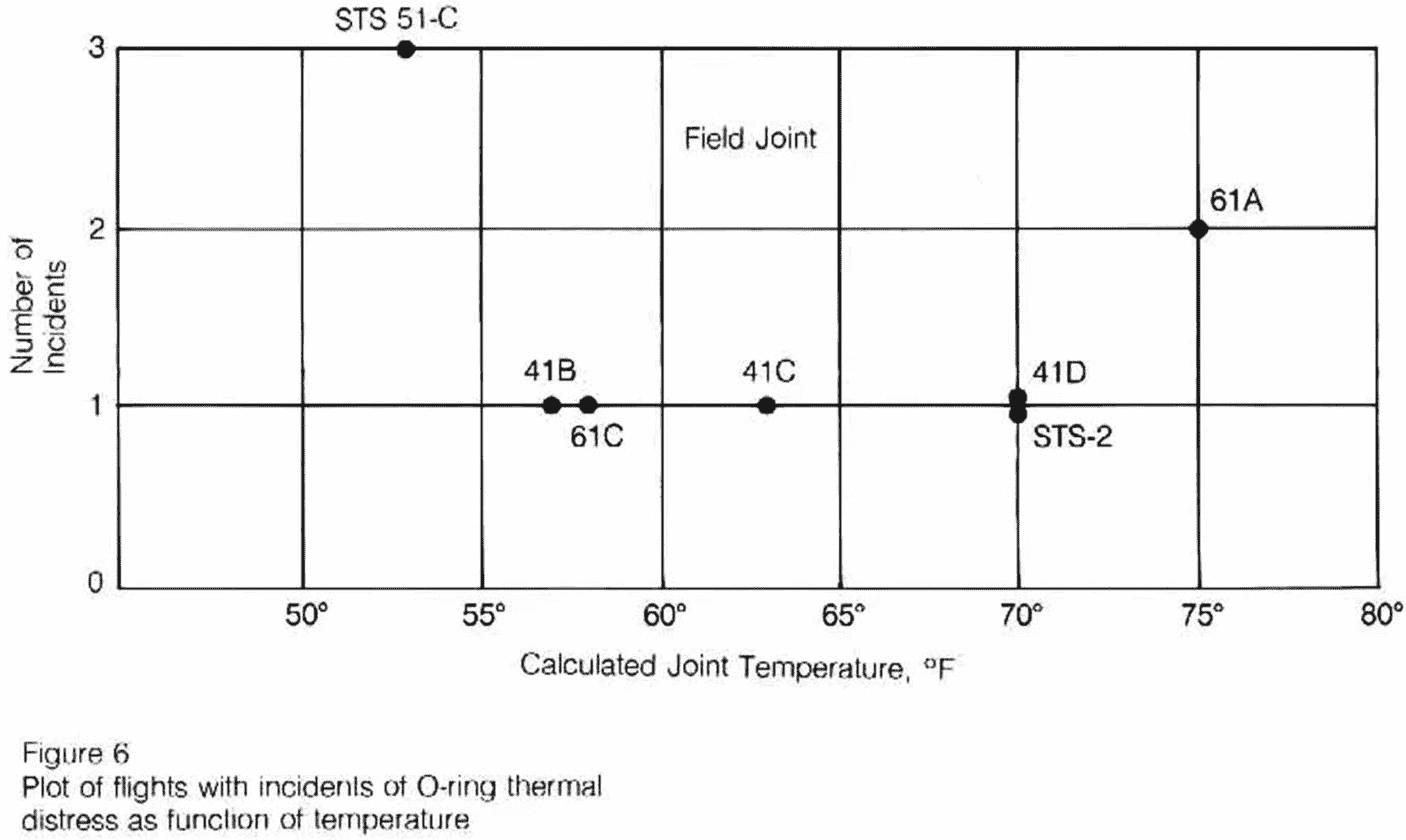 STS 51-C
3
Field Joint
61A
2
Number of
Incidents
41B
41C
41D
1
61C
STS-2
0
50° 55° 60° 65° 70° 75° 80°
Calculated Joint Temperature, °F
Figure 6
Plot of flights with incidents of O-ring thermal
distress as function of temperature